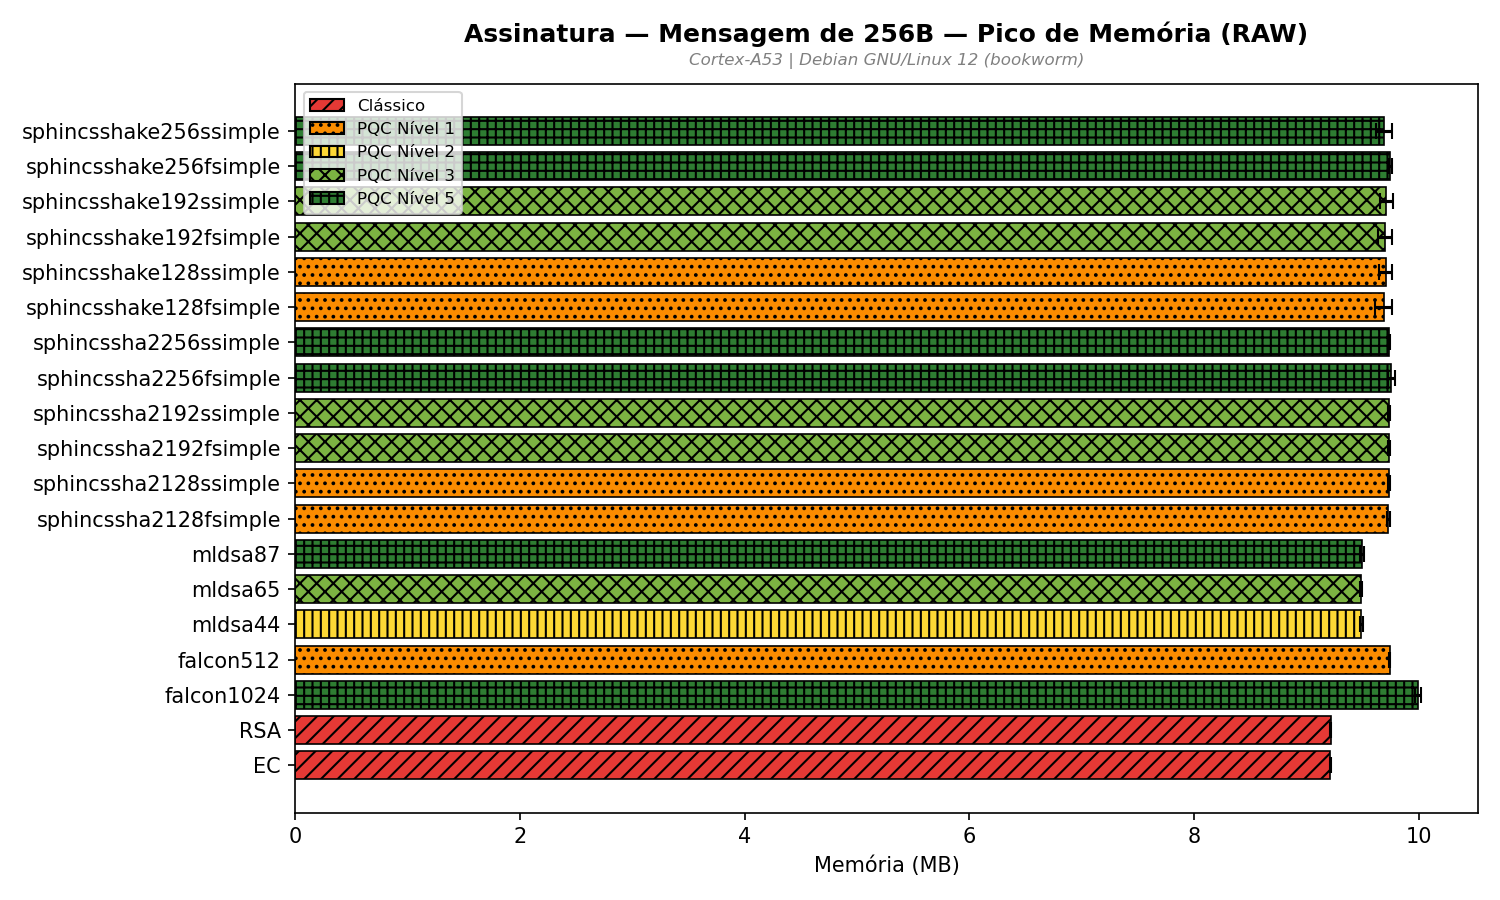 Assinatura — Mensagem de 256B — Pico de Memória (RAW)
Cortex-A53 | Debian GNU/Linux 12 (bookworm)
Clássico
PQC Nível 1
PQC Nível 2
PQC Nível 3
PQC Nível 5
sphincsshake256ssimple
sphincsshake256fsimple
sphincsshake192ssimple
sphincsshake192fsimple
sphincsshake128ssimple
sphincsshake128fsimple
sphincssha2256ssimple
sphincssha2256fsimple
sphincssha2192ssimple
sphincssha2192fsimple
sphincssha2128ssimple
sphincssha2128fsimple
mldsa87
mldsa65
mldsa44
falcon512
falcon1024
RSA
EC
0 2 4 6 8 10
Memória (MB)